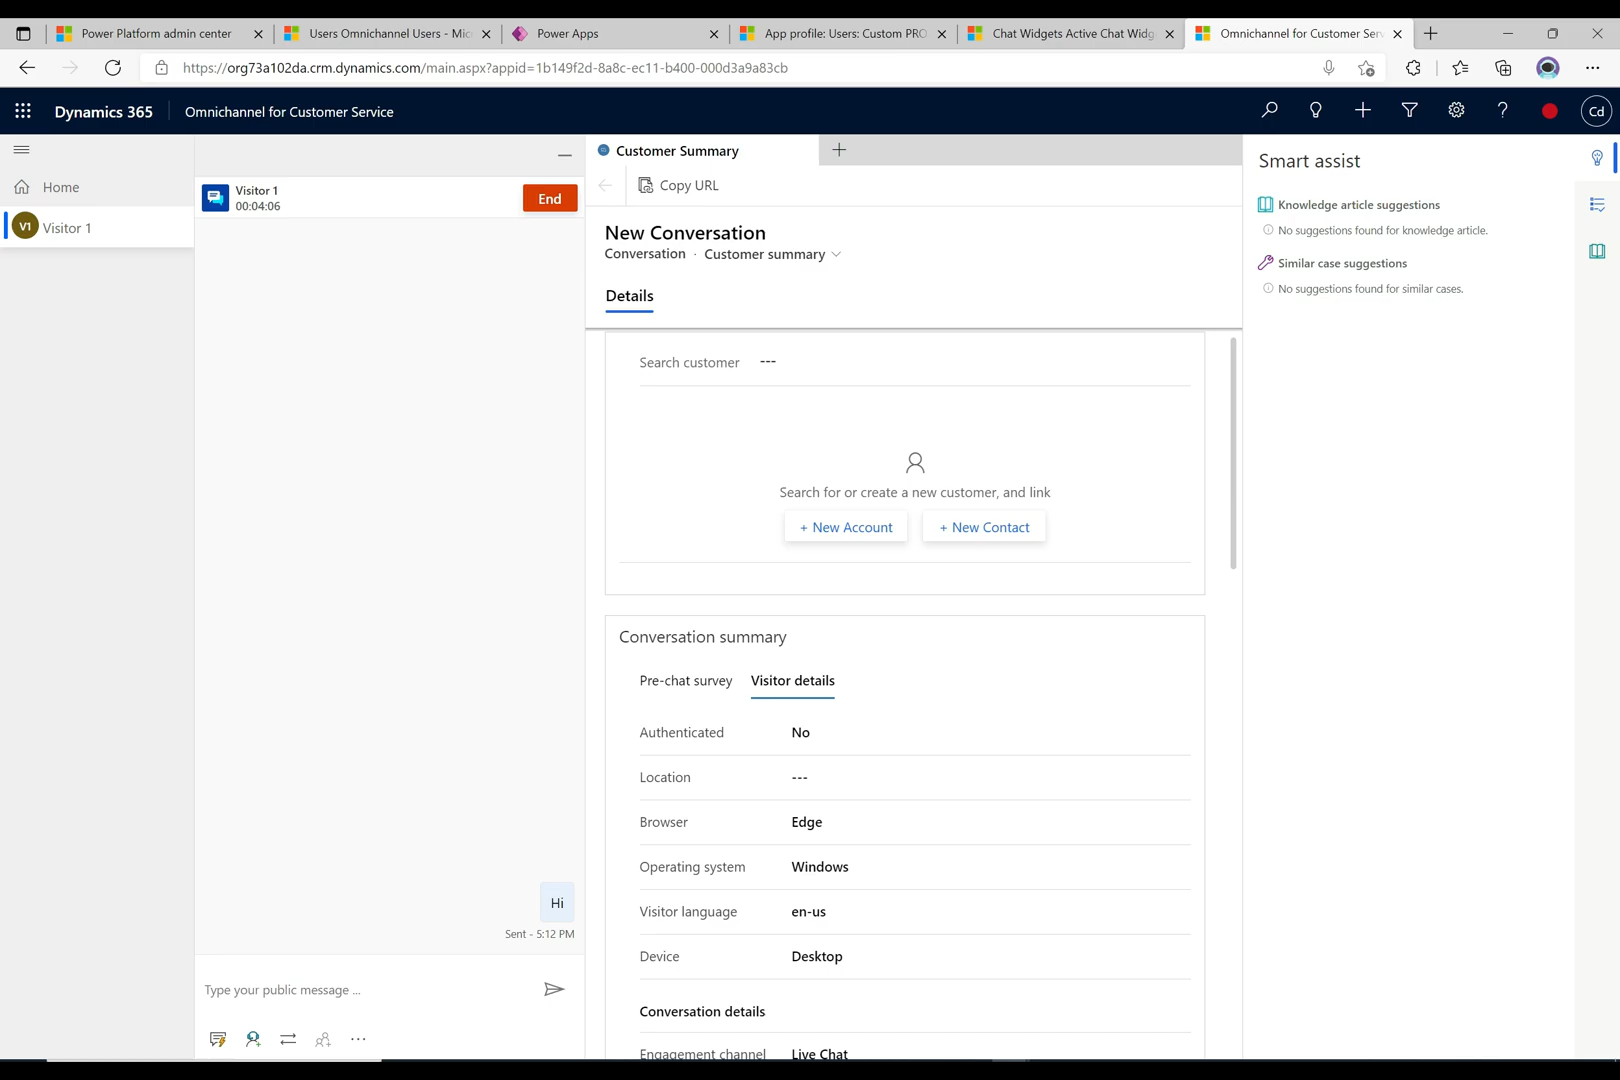 Power Platform admin center
Users Omnichannel Users - Mic
Power Apps
App profile: Users: Custom PRO
Chat Widgets Active Chat Widg
Omnichannel for Customer Serv
https://org73a102da.crm.dynamics.com/main.aspx?appid=1b149f2d-8a8c-ec11-b400-000d3a9a83cb
Dynamics 365
Omnichannel for Customer Service
Cd
Home
V1
Visitor 1
Visitor 1
00:04:06
End
Hi
Sent - 5:12 PM
Type your public message ...
Customer Summary
Copy URL
New Conversation
Conversation · Customer summary
Details
Search customer ---
Search for or create a new customer, and link
+ New Account
+ New Contact
Conversation summary
Pre-chat survey
Visitor details
Authenticated No
Location ---
Browser Edge
Operating system Windows
Visitor language en-us
Device Desktop
Conversation details
Engagement channel Live Chat
Smart assist
Knowledge article suggestions
No suggestions found for knowledge article.
Similar case suggestions
No suggestions found for similar cases.